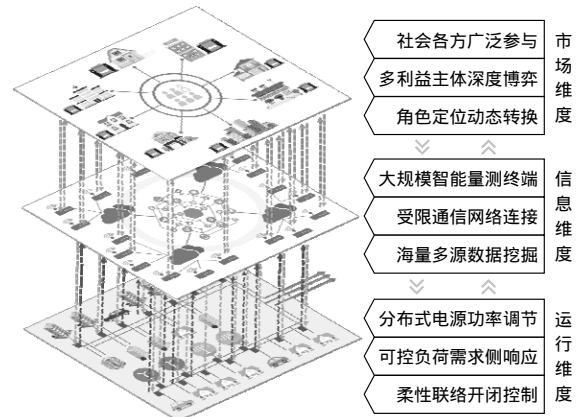 社会各方广泛参与
多利益主体深度博弈
角色定位动态转换
市场维度
大规模智能量测终端
受限通信网络连接
海量多源数据挖掘
信息维度
分布式电源功率调节
可控负荷需求侧响应
柔性联络开闭控制
运行维度